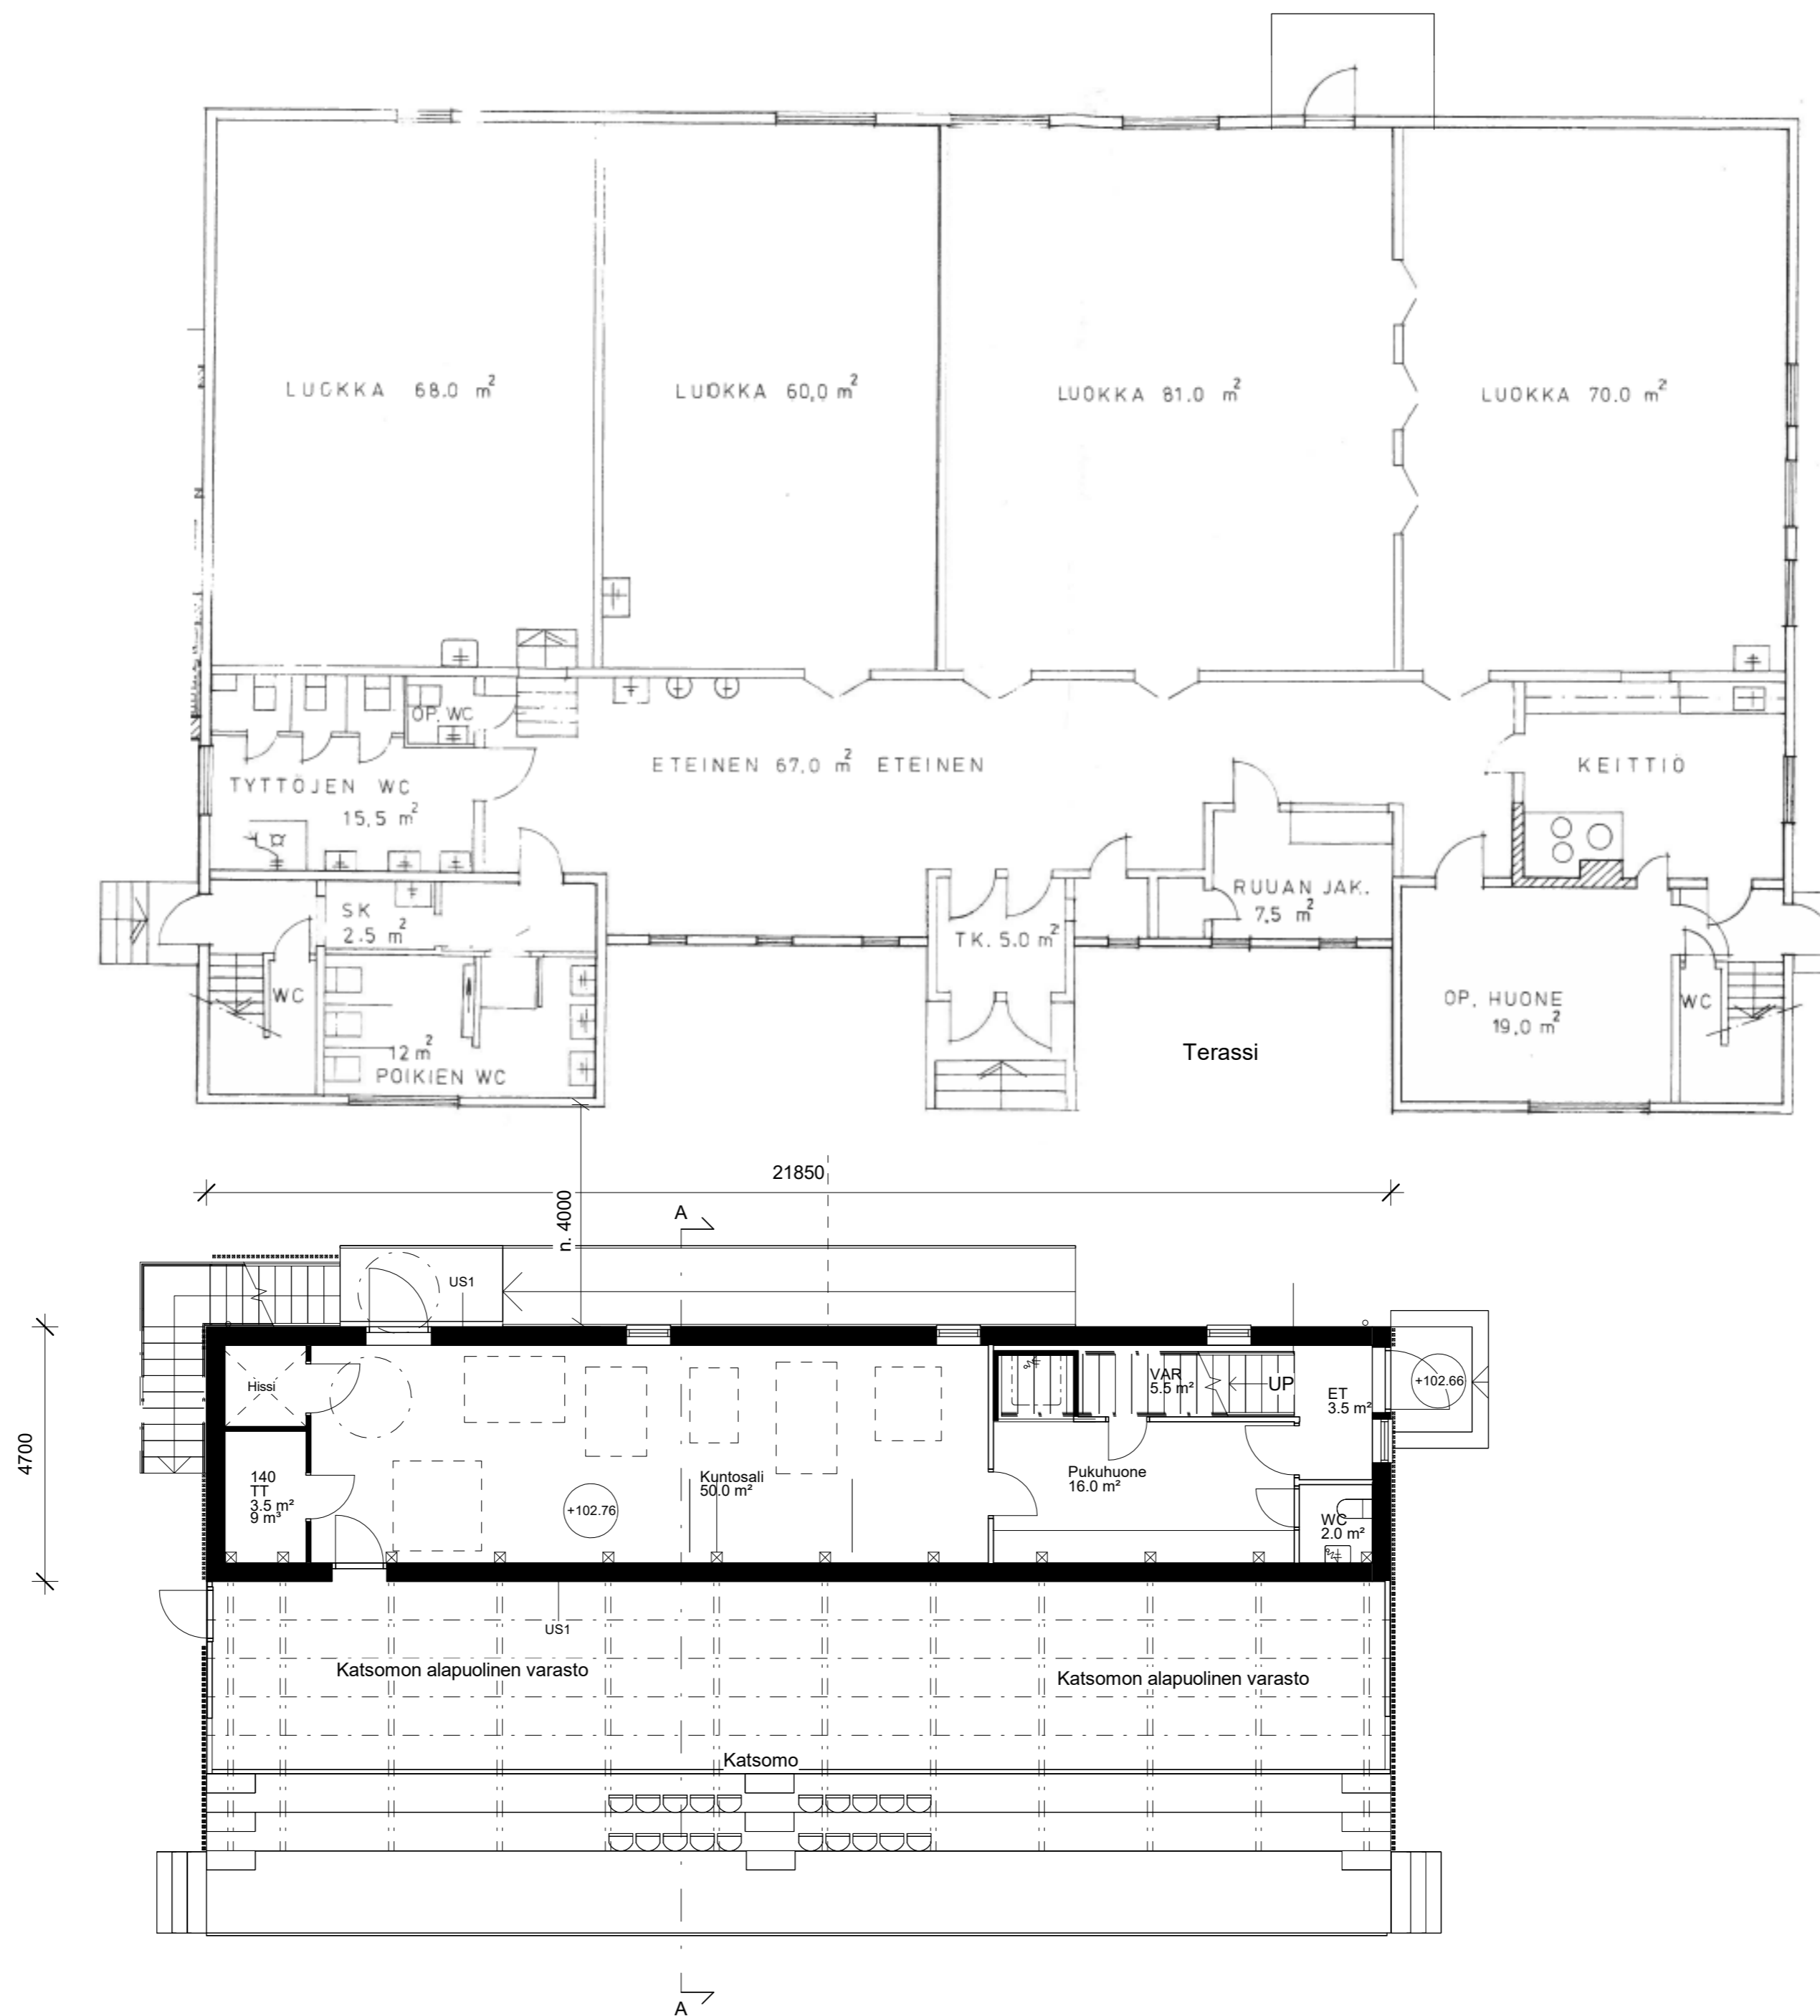 LUOKKA 68.0 m²
LUOKKA 60,0 m²
LUOKKA 81.0 m²
LUOKKA 70.0 m²
OP. WC
TYTTÖJEN WC
15,5 m²
ETEINEN 67,0 m² ETEINEN
KEITTIÖ
RUUAN JAK.
7,5 m²
SK
2.5 m²
TK. 5.0 m²
WC
OP. HUONE
19,0 m²
WC
12 m²
POIKIEN WC
Terassi
21850
n. 4000
A
US1
4700
Hissi
VAR
5.5 m²
UP
ET
3.5 m²
+102.66
140
TT
3.5 m²
9 m³
+102.76
Kuntosali
50.0 m²
Pukuhuone
16.0 m²
WC
2.0 m²
US1
Katsomon alapuolinen varasto
Katsomon alapuolinen varasto
Katsomo
A